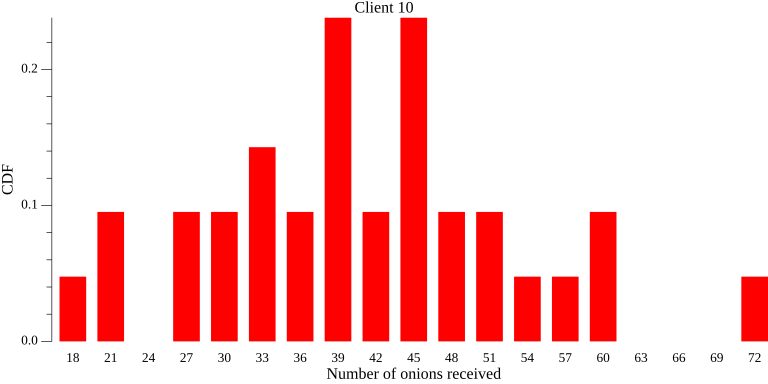 Client 10
CDF
0.2
0.1
0.0
18 21 24 27 30 33 36 39 42 45 48 51 54 57 60 63 66 69 72
Number of onions received